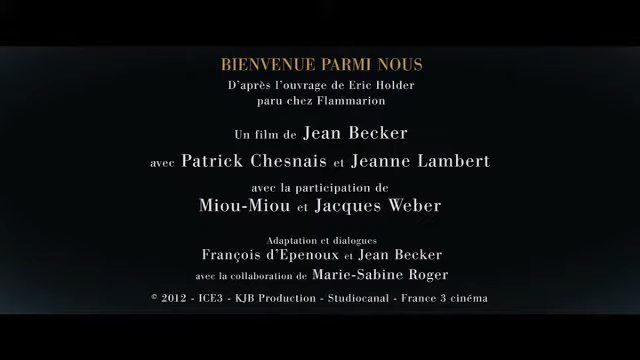 BIENVENUE PARMI NOUS
D'après l'ouvrage de Eric Holder
paru chez Flammarion
Un film de Jean Becker
avec Patrick Chesnais et Jeanne Lambert
avec la participation de
Miou-Miou et Jacques Weber
Adaptation et dialogues
François d'Epenoux et Jean Becker
avec la collaboration de Marie-Sabine Roger
© 2012 - ICE3 - KJB Production - Studiocanal - France 3 cinéma